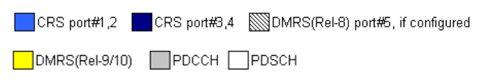 CRS port#1,2 CRS port#3,4 DMRS(Rel-8) port#5, if configured
DMRS(Rel-9/10) PDCCH PDSCH